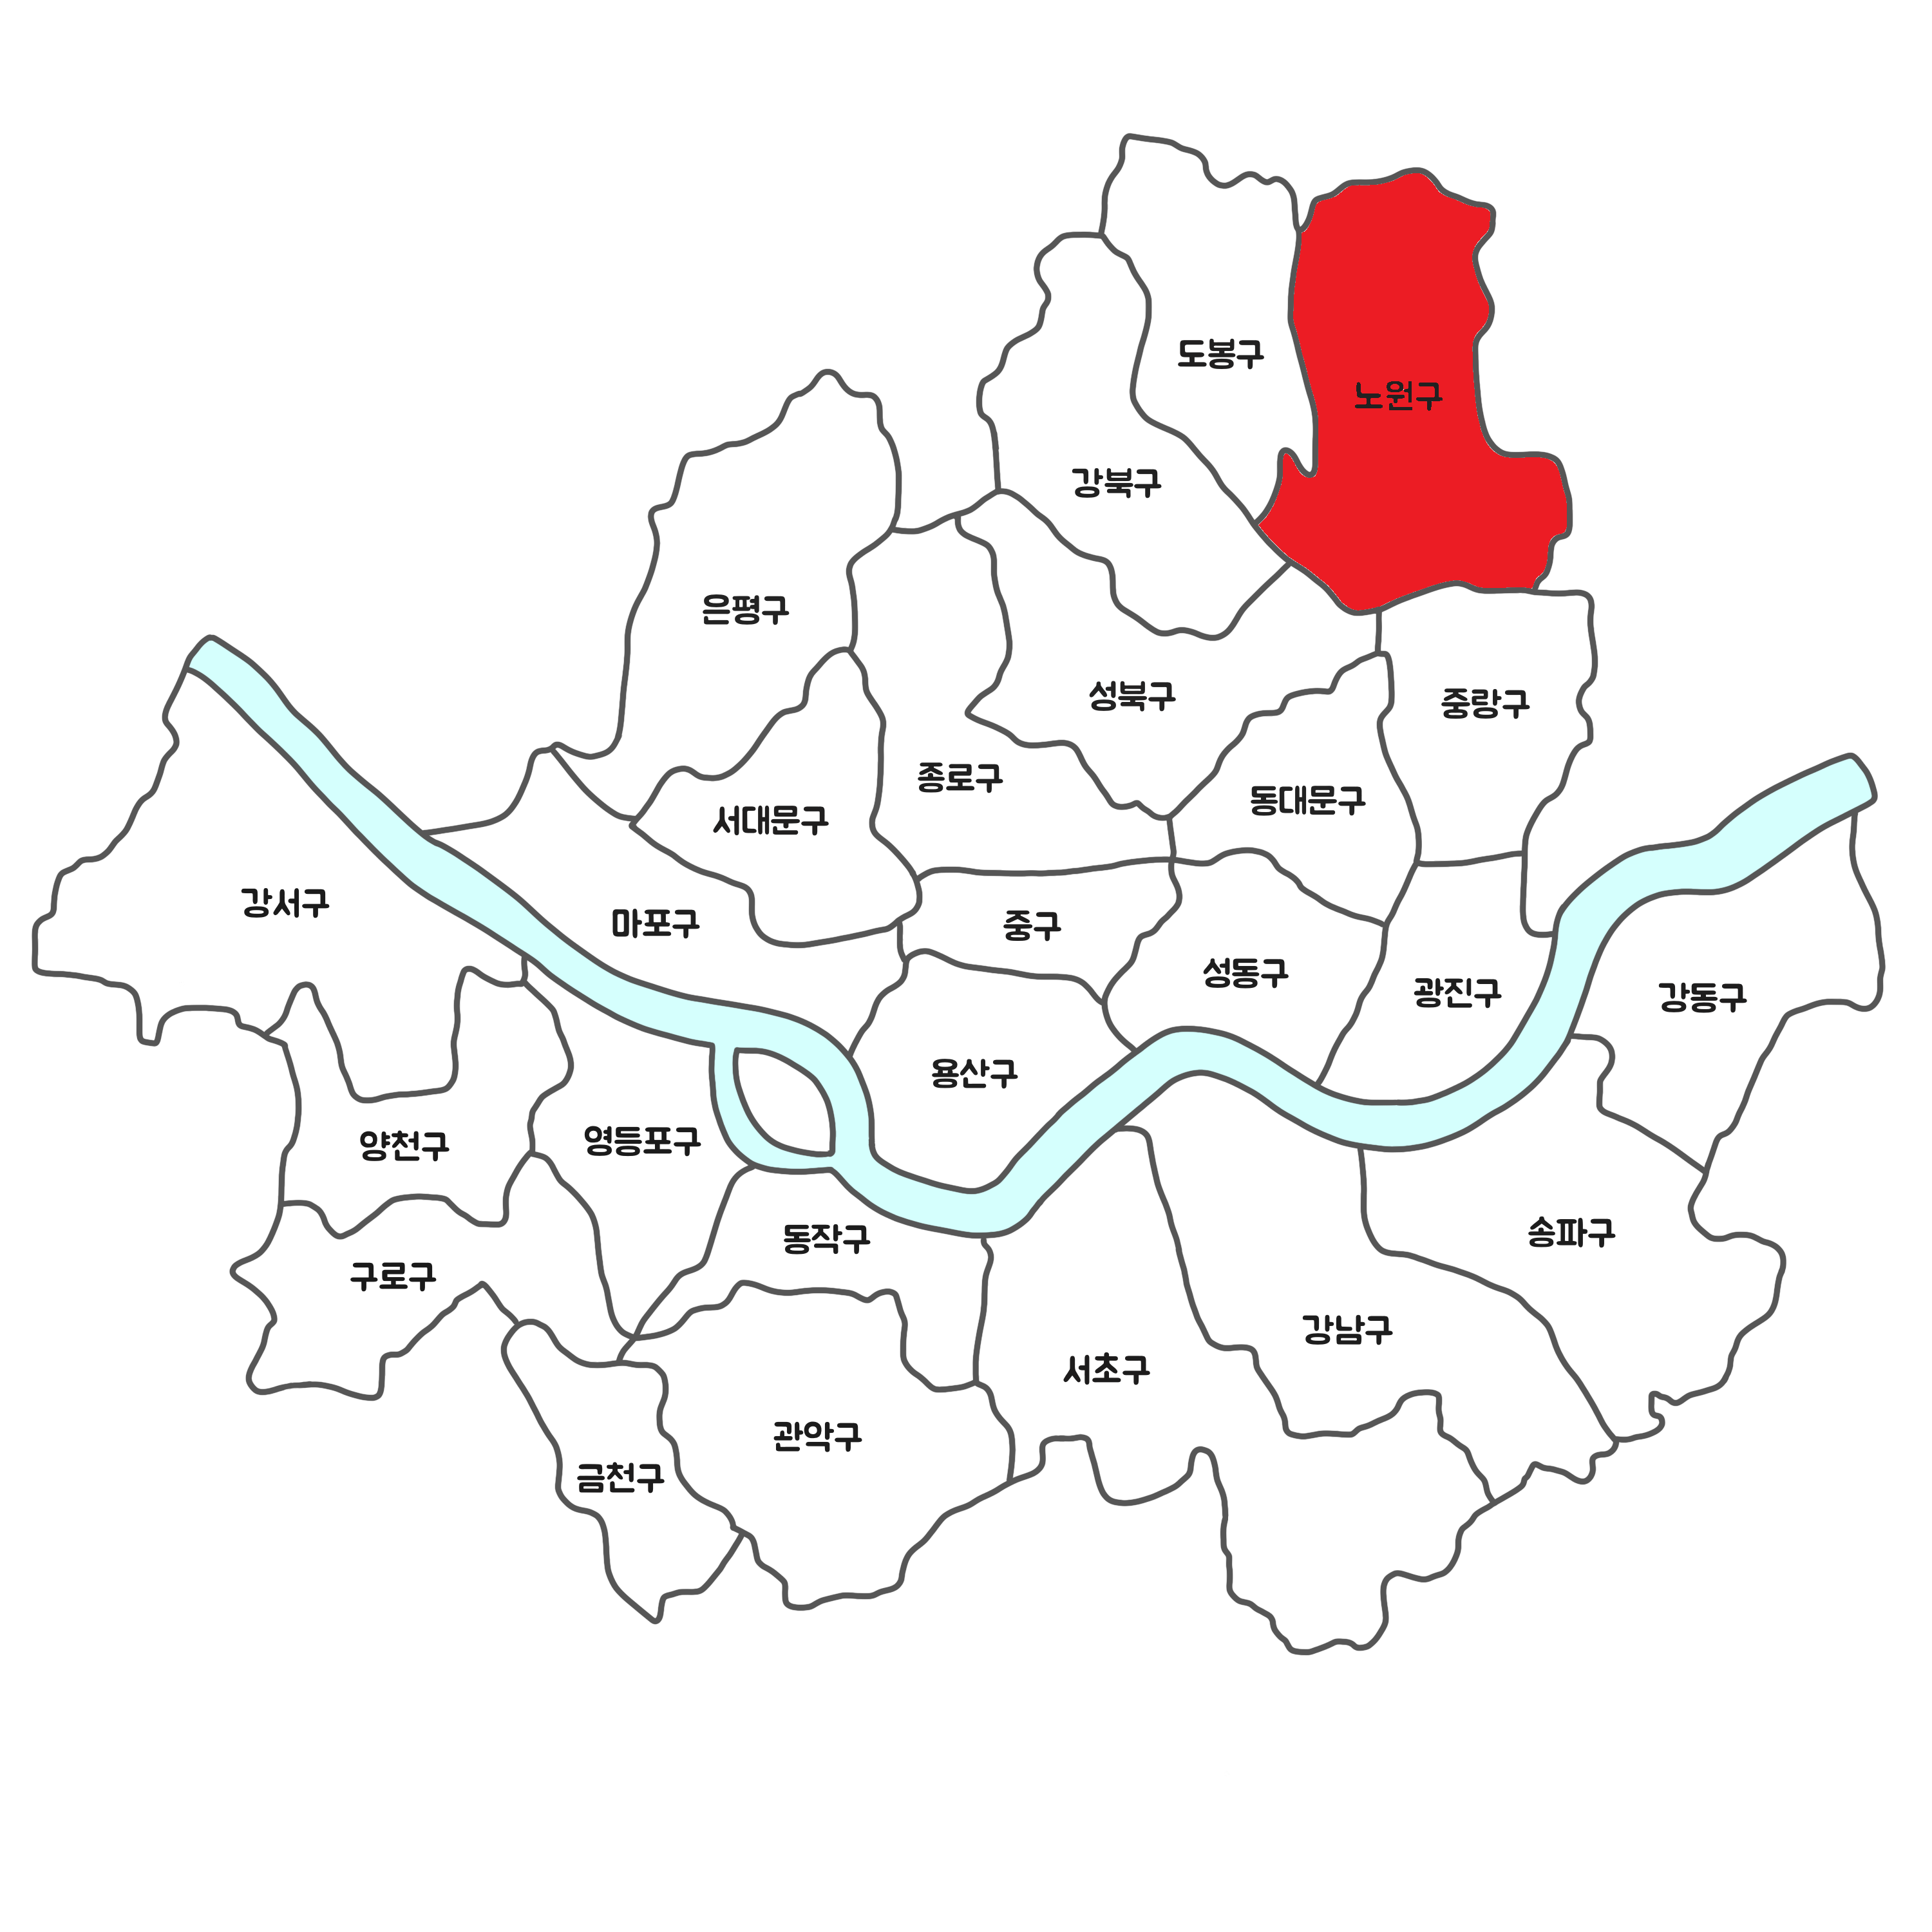 도봉구
노원구
강북구
은평구
성북구
중랑구
종로구
동대문구
서대문구
강서구
마포구
중구
성동구
광진구
강동구
용산구
양천구
영등포구
동작구
송파구
구로구
강남구
서초구
관악구
금천구